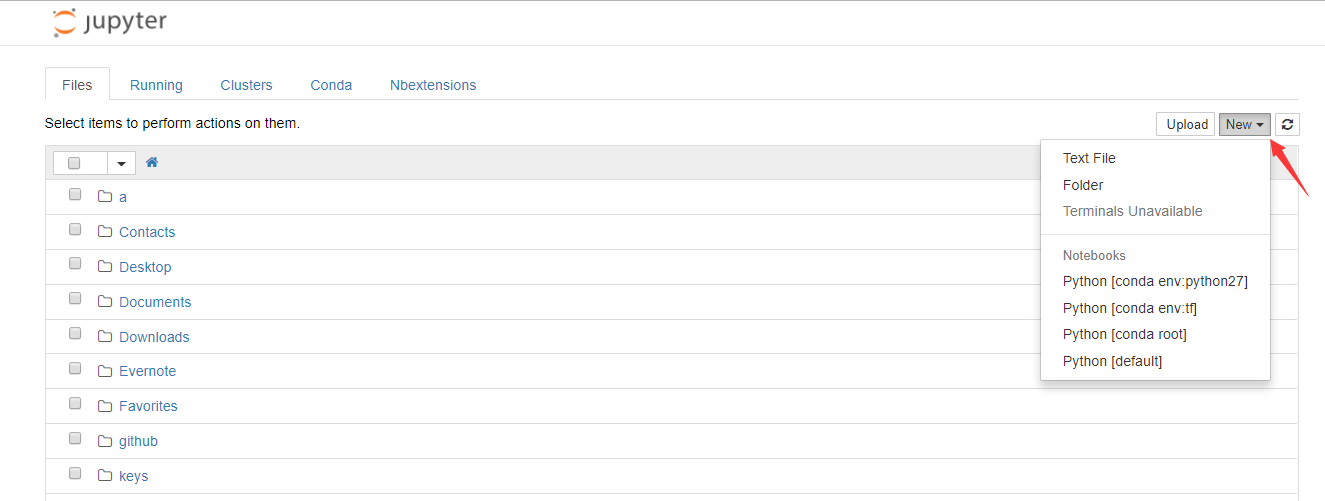 jupyter
Files Running Clusters Conda Nbextensions
Select items to perform actions on them.
Upload New
Text File
Folder
Terminals Unavailable
Notebooks
Python [conda env:python27]
Python [conda env:tf]
Python [conda root]
Python [default]
a
Contacts
Desktop
Documents
Downloads
Evernote
Favorites
github
keys